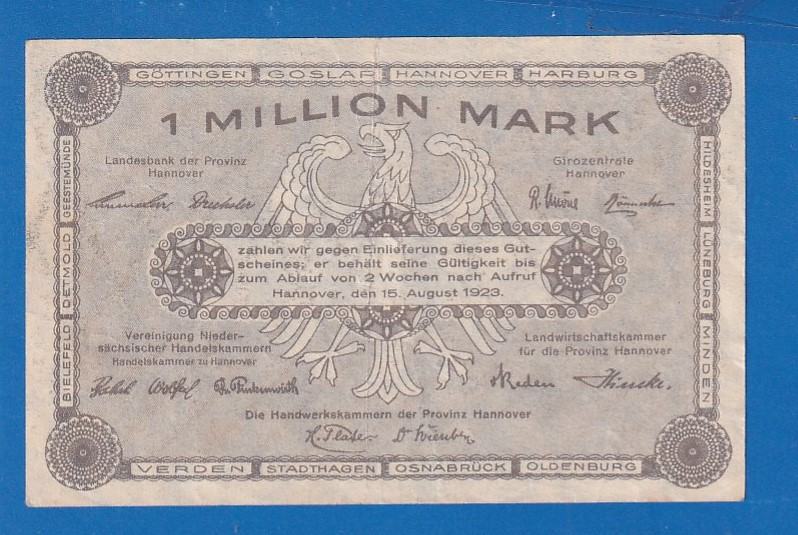 GÖTTINGEN GOSLAR HANNOVER HARBURG
1 MILLION MARK
Landesbank der Provinz
Hannover
Girozentrale
Hannover
zahlen wir gegen Einlieferung dieses Gut-
scheines; er behält seine Gültigkeit bis
zum Ablauf von 2 Wochen nach Aufruf
Hannover, den 15. August 1923.
Vereinigung Nieder-
sächsischer Handelskammern
Handelskammer zu Hannover
Landwirtschaftskammer
für die Provinz Hannover
Die Handwerkskammern der Provinz Hannover
BIELEFELD DETMOLD GEESTEMÜNDE
HILDESHEIM LÜNEBURG MINDEN
VERDEN STADTHAGEN OSNABRÜCK OLDENBURG